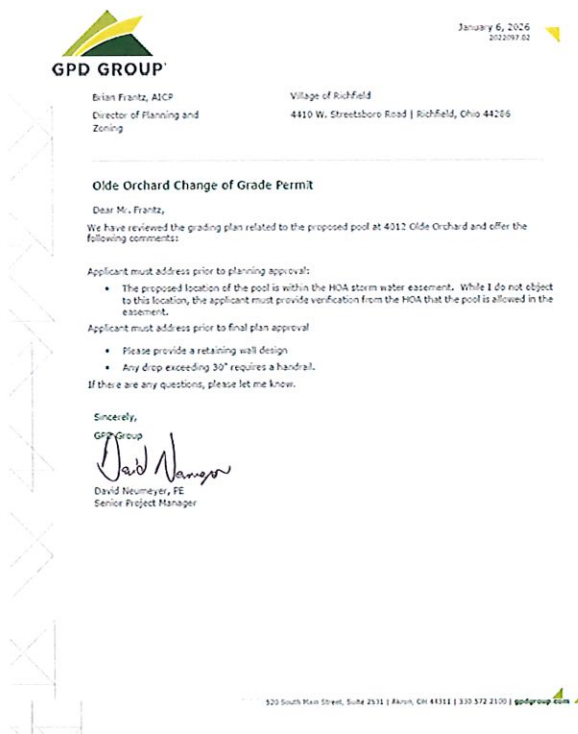 January 6, 2026
2022097.02
GPD GROUP
Brian Frantz, AICP
Director of Planning and
Zoning
Village of Richfield
4410 W. Streetsboro Road | Richfield, Ohio 44286
Olde Orchard Change of Grade Permit
Dear Mr. Frantz,
We have reviewed the grading plan related to the proposed pool at 4012 Olde Orchard and offer the
following comments:
Applicant must address prior to planning approval:
• The proposed location of the pool is within the HOA storm water easement. While I do not object
to this location, the applicant must provide verification from the HOA that the pool is allowed in the
easement.
Applicant must address prior to final plan approval
• Please provide a retaining wall design
• Any drop exceeding 30" requires a handrail.
If there are any questions, please let me know.
Sincerely,
GPD Group
David Neumeyer
David Neumeyer, PE
Senior Project Manager
520 South Main Street, Suite 2531 | Akron, OH 44311 | 330.572.2100 | gpdgroup.com